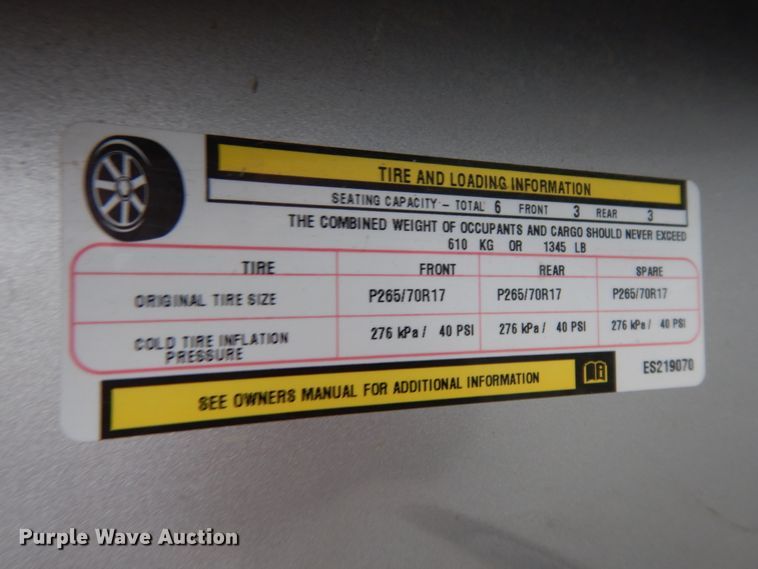 TIRE AND LOADING INFORMATION
SEATING CAPACITY - TOTAL 6 FRONT 3 REAR 3
THE COMBINED WEIGHT OF OCCUPANTS AND CARGO SHOULD NEVER EXCEED
610 KG OR 1345 LB
TIRE FRONT REAR SPARE
ORIGINAL TIRE SIZE P265/70R17 P265/70R17 P265/70R17
COLD TIRE INFLATION PRESSURE 276 kPa / 40 PSI 276 kPa / 40 PSI 276 kPa / 40 PSI
SEE OWNERS MANUAL FOR ADDITIONAL INFORMATION
ES219070
Purple Wave Auction